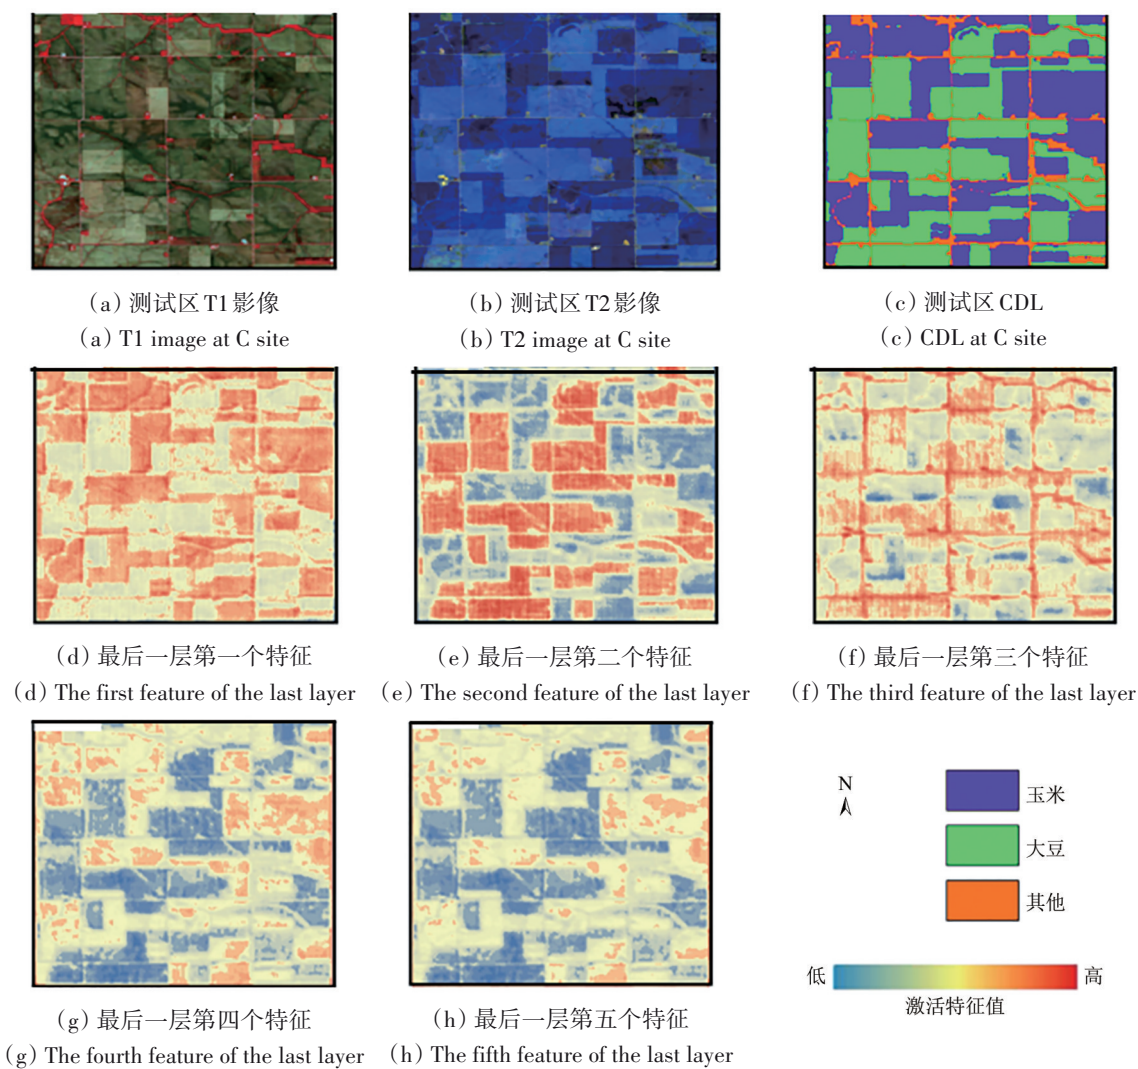 (a) 测试区 T1 影像
(a) T1 image at C site
(b) 测试区 T2 影像
(b) T2 image at C site
(c) 测试区 CDL
(c) CDL at C site
(d) 最后一层第一个特征
(d) The first feature of the last layer
(e) 最后一层第二个特征
(e) The second feature of the last layer
(f) 最后一层第三个特征
(f) The third feature of the last layer
(g) 最后一层第四个特征
(g) The fourth feature of the last layer
(h) 最后一层第五个特征
(h) The fifth feature of the last layer
N
玉米
大豆
其他
低
高
激活特征值